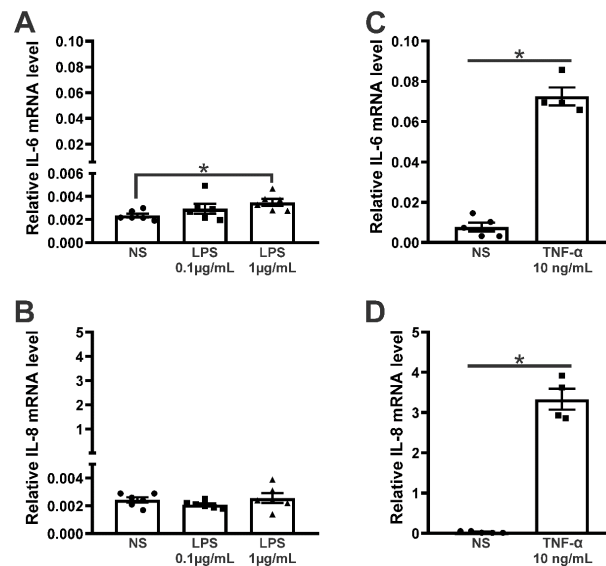 A
Relative IL-6 mRNA level
0.10
0.08
0.06
0.04
0.02
0.006
0.004
0.002
0.000
*
NS
LPS
0.1μg/mL
LPS
1μg/mL
C
Relative IL-6 mRNA level
0.10
0.08
0.06
0.04
0.02
0.00
*
NS
TNF-α
10 ng/mL
B
Relative IL-8 mRNA level
5
4
3
2
1
0.004
0.002
0.000
NS
LPS
0.1μg/mL
LPS
1μg/mL
D
Relative IL-8 mRNA level
5
4
3
2
1
0
*
NS
TNF-α
10 ng/mL